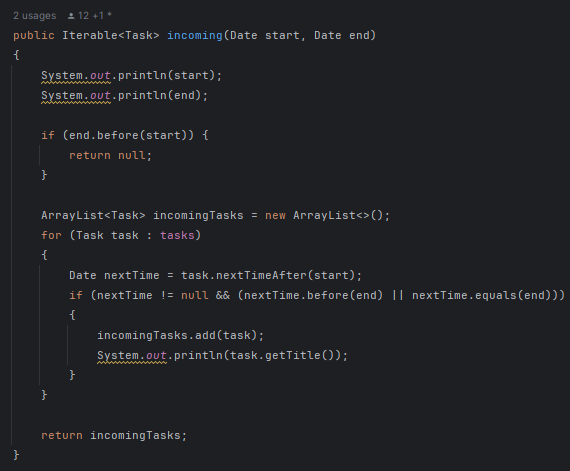 2 usages 12 +1 *
public Iterable<Task> incoming(Date start, Date end)
{
System.out.println(start);
System.out.println(end);
if (end.before(start)) {
return null;
}
ArrayList<Task> incomingTasks = new ArrayList<>();
for (Task task : tasks)
{
Date nextTime = task.nextTimeAfter(start);
if (nextTime != null && (nextTime.before(end) || nextTime.equals(end)))
{
incomingTasks.add(task);
System.out.println(task.getTitle());
}
}
return incomingTasks;
}